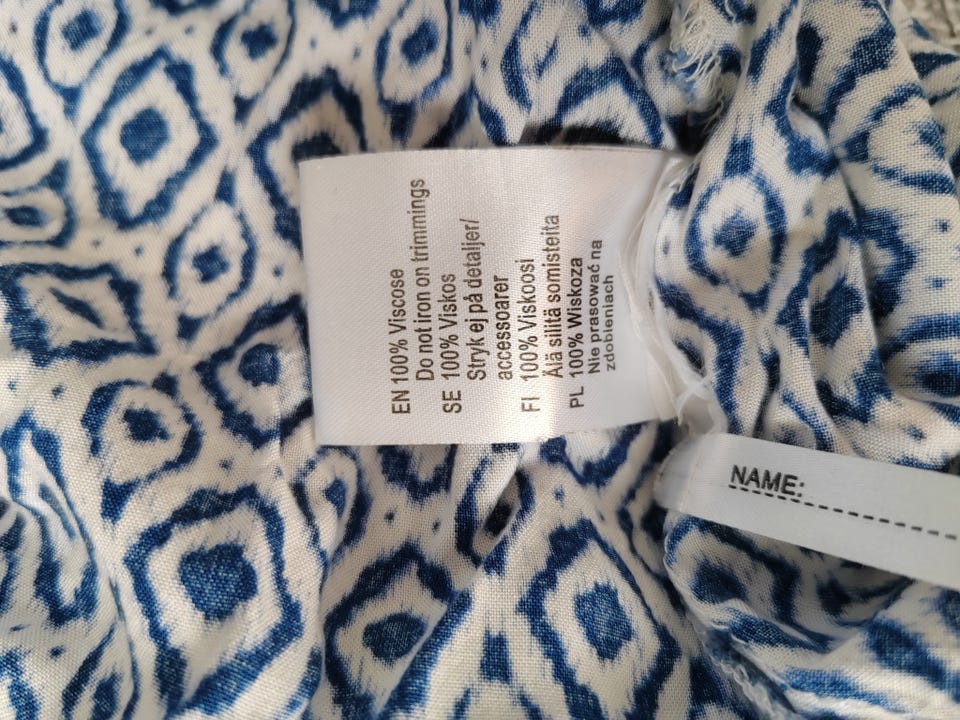 EN 100% Viscose
Do not iron on trimmings
SE 100% Viskos
Stryk ej på detaljer/
accessoarer
FI 100% Viskoosi
Älä silitä somisteita
PL 100% Wiskoza
Nie prasować na
zdobieniach
NAME: